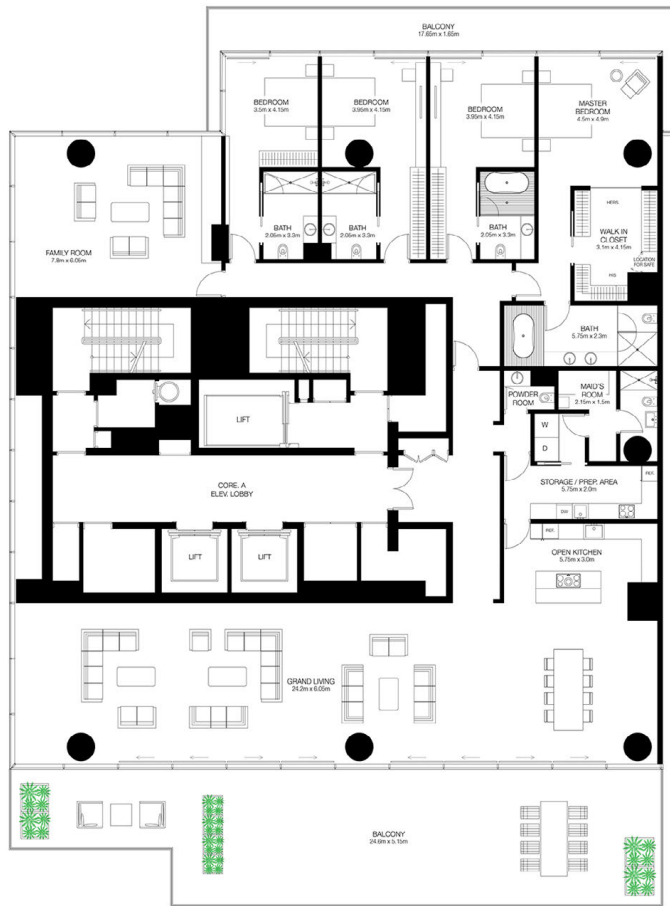 BALCONY
17.65m x 1.65m
BEDROOM
3.5m x 4.15m
BEDROOM
3.95m x 4.15m
BEDROOM
3.95m x 4.15m
MASTER
BEDROOM
4.5m x 4.9m
BATH
2.06m x 3.3m
BATH
2.06m x 3.3m
BATH
3.05m x 3.3m
HERS
WALK IN
CLOSET
3.1m x 4.15m
LOCATION
FOR SAFE
HIS
FAMILY ROOM
7.8m x 6.05m
BATH
5.75m x 2.3m
LIFT
POWDER
ROOM
MAID'S
ROOM
2.15m x 1.5m
W
D
CORE. A
ELEV. LOBBY
STORAGE / PREP. AREA
5.75m x 2.0m
REF.
DW
LIFT
LIFT
REF.
OPEN KITCHEN
5.75m x 3.0m
GRAND LIVING
24.2m x 6.05m
BALCONY
24.6m x 5.15m